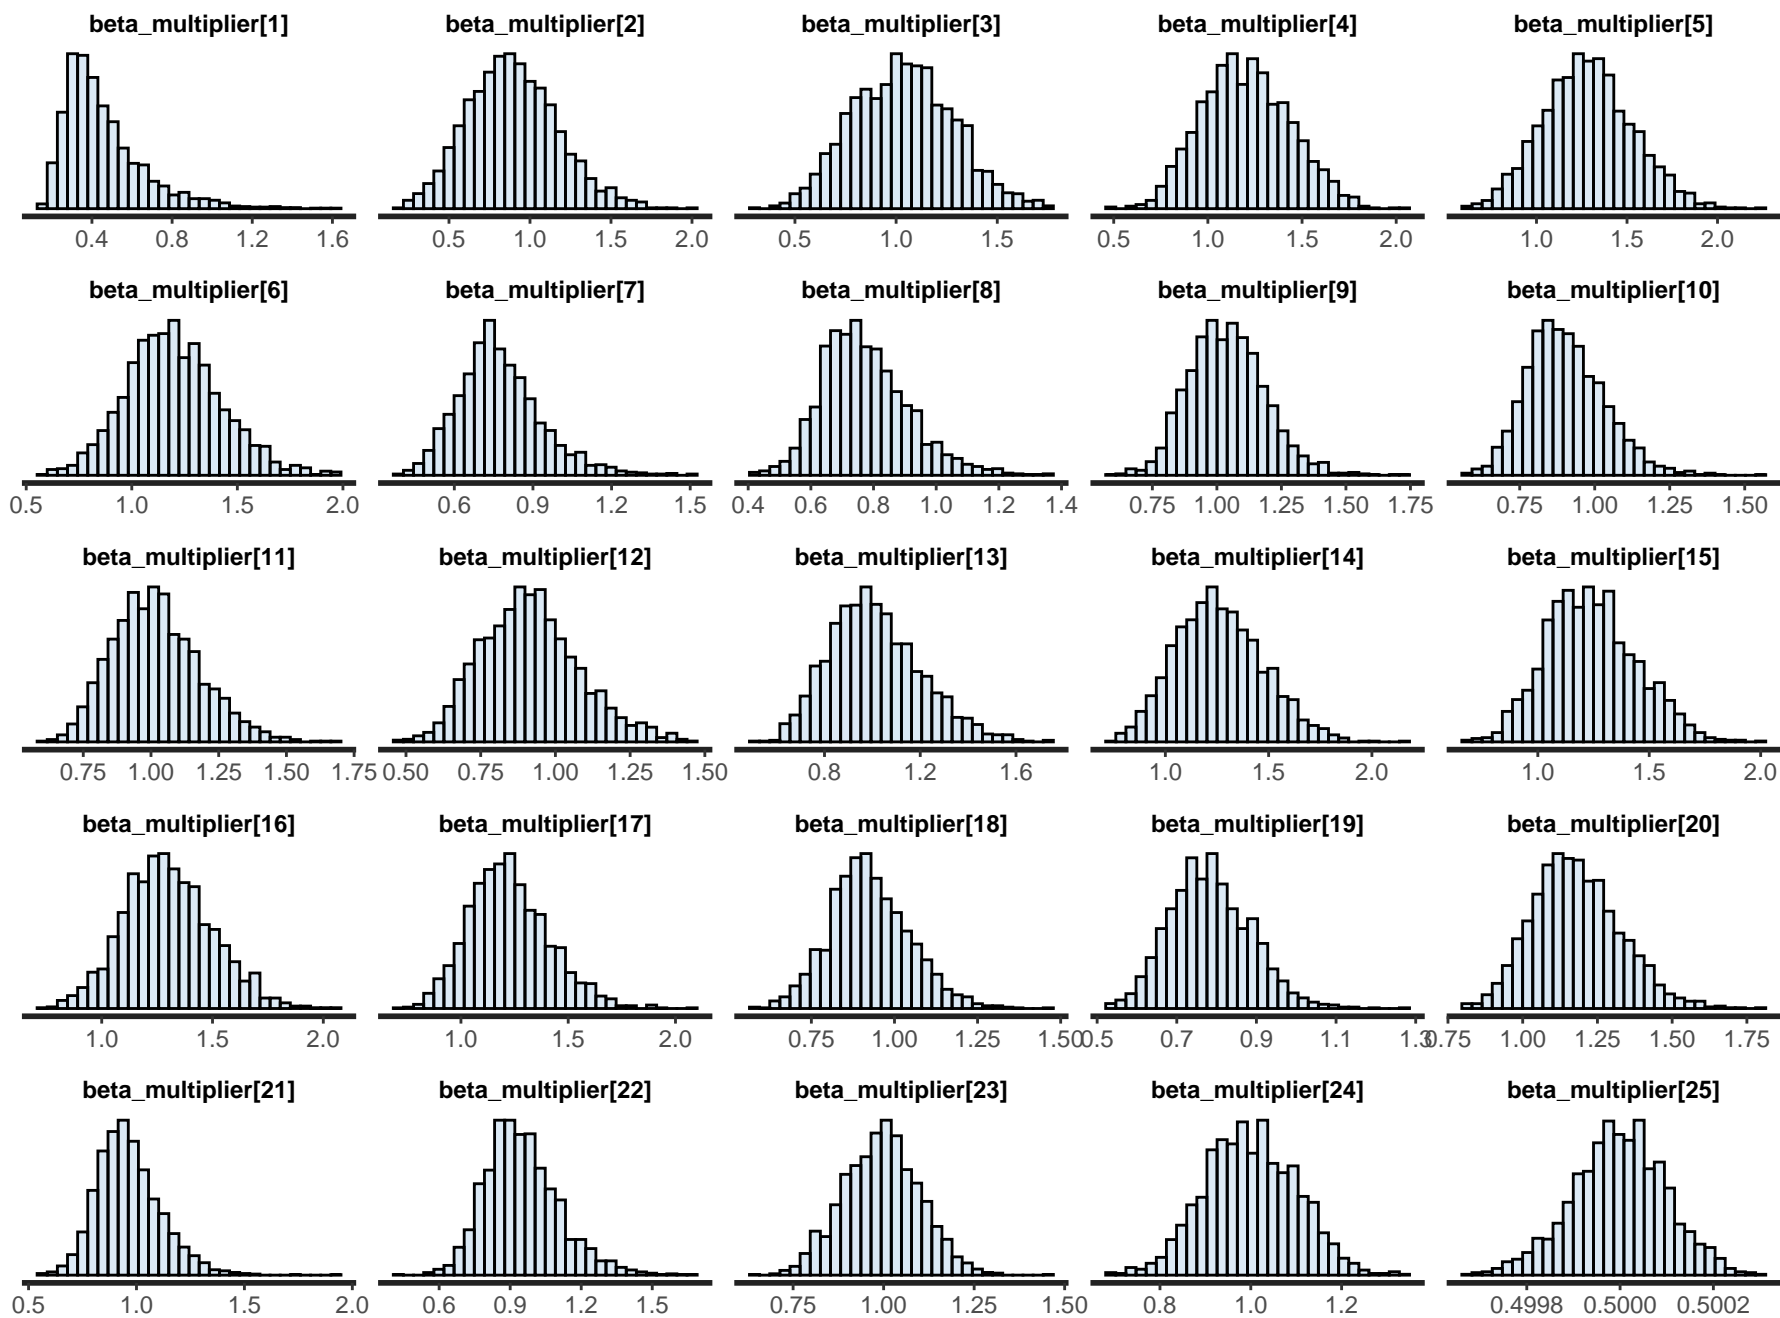 beta_multiplier[1] beta_multiplier[2] beta_multiplier[3] beta_multiplier[4] beta_multiplier[5]
0.4 0.8 1.2 1.6 0.5 1.0 1.5 2.0 0.5 1.0 1.5 0.5 1.0 1.5 2.0 1.0 1.5 2.0
beta_multiplier[6] beta_multiplier[7] beta_multiplier[8] beta_multiplier[9] beta_multiplier[10]
0.5 1.0 1.5 2.0 0.6 0.9 1.2 1.5 0.4 0.6 0.8 1.0 1.2 1.4 0.75 1.00 1.25 1.50 1.75 0.75 1.00 1.25 1.50
beta_multiplier[11] beta_multiplier[12] beta_multiplier[13] beta_multiplier[14] beta_multiplier[15]
0.75 1.00 1.25 1.50 1.75 0.50 0.75 1.00 1.25 1.50 0.8 1.2 1.6 1.0 1.5 2.0 1.0 1.5 2.0
beta_multiplier[16] beta_multiplier[17] beta_multiplier[18] beta_multiplier[19] beta_multiplier[20]
1.0 1.5 2.0 1.0 1.5 2.0 0.75 1.00 1.25 1.50 0.5 0.7 0.9 1.1 1.3 0.75 1.00 1.25 1.50 1.75
beta_multiplier[21] beta_multiplier[22] beta_multiplier[23] beta_multiplier[24] beta_multiplier[25]
0.5 1.0 1.5 2.0 0.6 0.9 1.2 1.5 0.75 1.00 1.25 1.50 0.8 1.0 1.2 0.4998 0.5000 0.5002